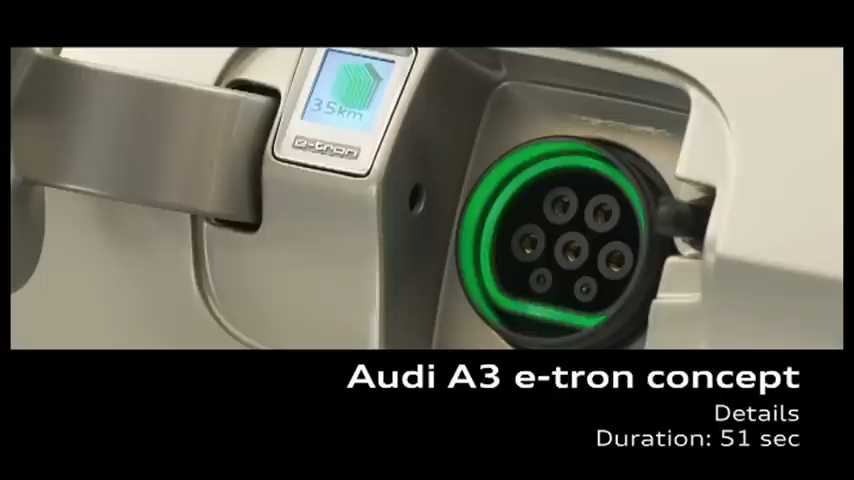 35km
e-tron
Audi A3 e-tron concept
Details
Duration: 51 sec